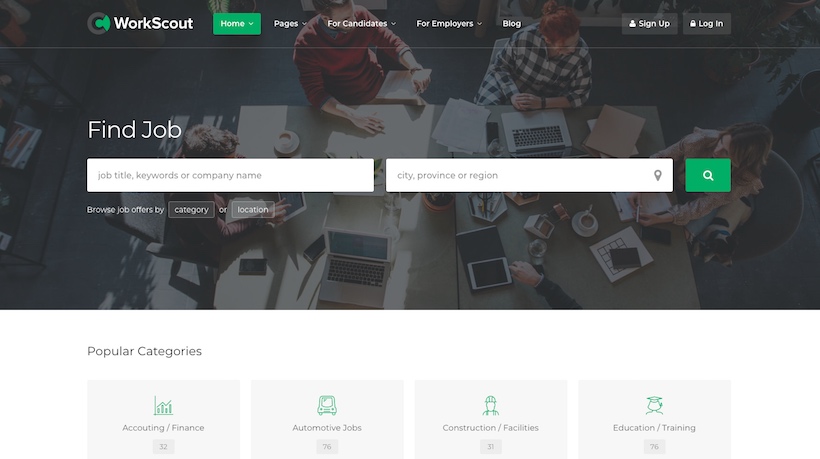 WorkScout
Home Pages For Candidates For Employers Blog Sign Up Log In
Find Job
job title, keywords or company name
city, province or region
Browse job offers by category or location
Popular Categories
Accouting / Finance
32
Automotive Jobs
76
Construction / Facilities
31
Education / Training
76